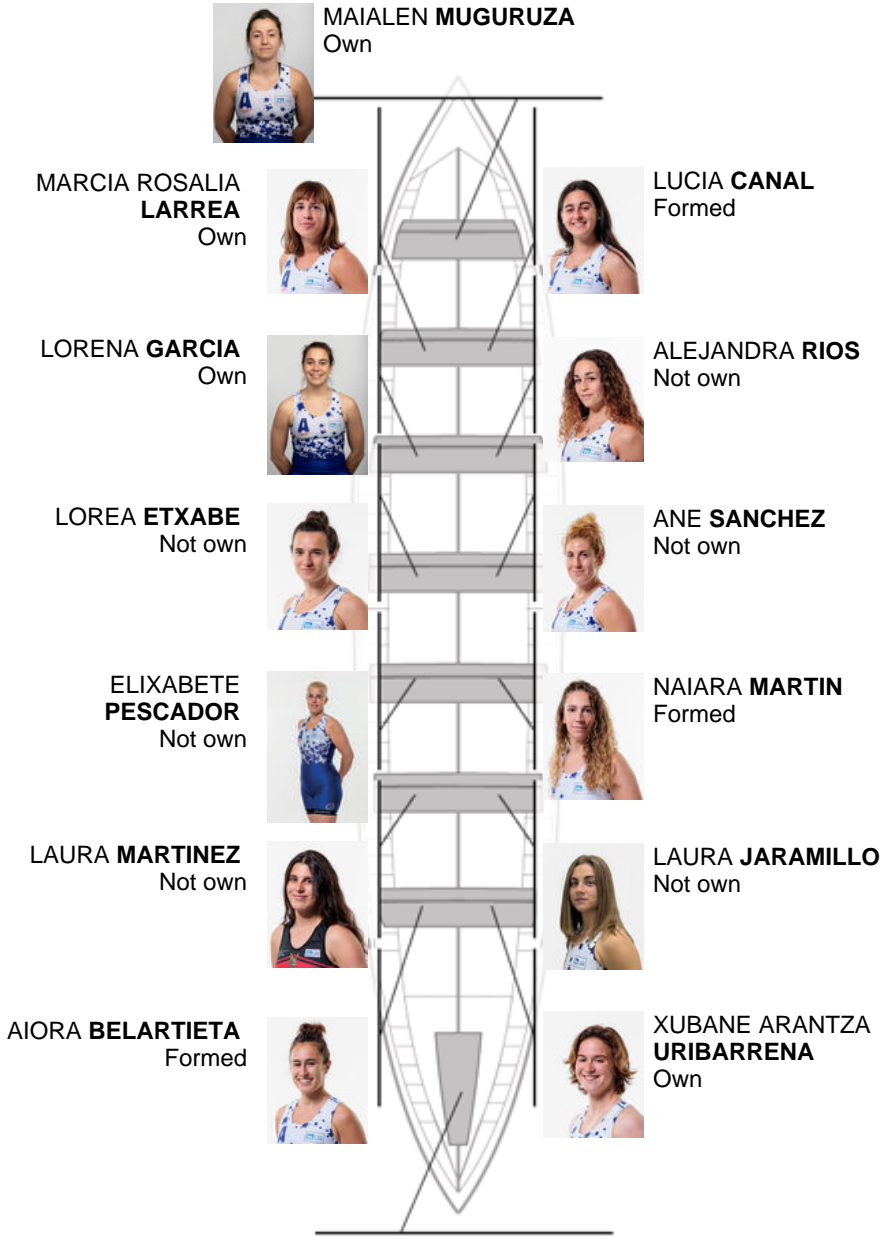 MAIALEN MUGURUZA
Own
MARCIA ROSALIA
LARREA
Own
LUCIA CANAL
Formed
LORENA GARCIA
Own
ALEJANDRA RIOS
Not own
LOREA ETXABE
Not own
ANE SANCHEZ
Not own
ELIXABETE
PESCADOR
Not own
NAIARA MARTIN
Formed
LAURA MARTINEZ
Not own
LAURA JARAMILLO
Not own
AIORA BELARTIETA
Formed
XUBANE ARANTZA
URIBARRENA
Own